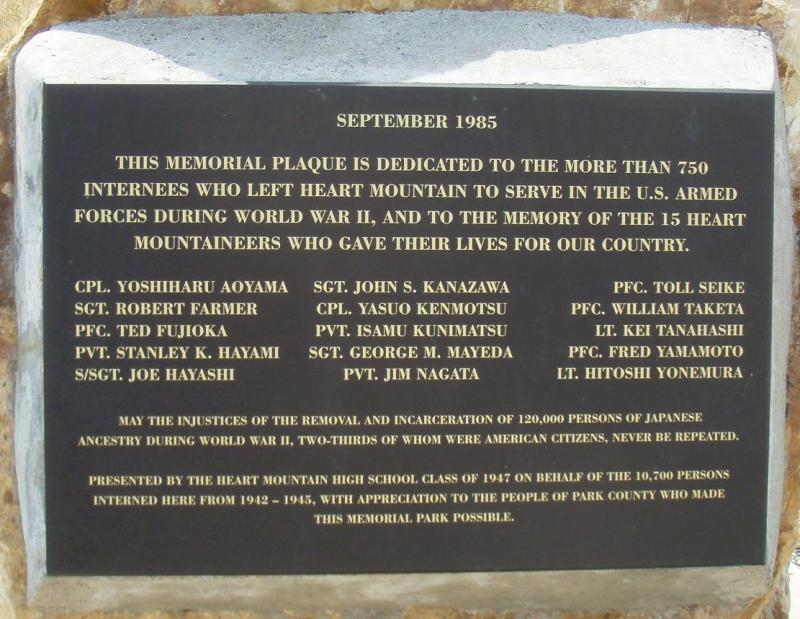 SEPTEMBER 1985
THIS MEMORIAL PLAQUE IS DEDICATED TO THE MORE THAN 750
INTERNEES WHO LEFT HEART MOUNTAIN TO SERVE IN THE U.S. ARMED
FORCES DURING WORLD WAR II, AND TO THE MEMORY OF THE 15 HEART
MOUNTAINEERS WHO GAVE THEIR LIVES FOR OUR COUNTRY.
CPL. YOSHIHARU AOYAMA SGT. JOHN S. KANAZAWA PFC. TOLL SEIKE
SGT. ROBERT FARMER CPL. YASUO KENMOTSU PFC. WILLIAM TAKETA
PFC. TED FUJIOKA PVT. ISAMU KUNIMATSU LT. KEI TANAHASHI
PVT. STANLEY K. HAYAMI SGT. GEORGE M. MAYEDA PFC. FRED YAMAMOTO
S/SGT. JOE HAYASHI PVT. JIM NAGATA LT. HITOSHI YONEMURA
MAY THE INJUSTICES OF THE REMOVAL AND INCARCERATION OF 120,000 PERSONS OF JAPANESE
ANCESTRY DURING WORLD WAR II, TWO-THIRDS OF WHOM WERE AMERICAN CITIZENS, NEVER BE REPEATED.
PRESENTED BY THE HEART MOUNTAIN HIGH SCHOOL CLASS OF 1947 ON BEHALF OF THE 10,700 PERSONS
INTERNED HERE FROM 1942 – 1945, WITH APPRECIATION TO THE PEOPLE OF PARK COUNTY WHO MADE
THIS MEMORIAL PARK POSSIBLE.